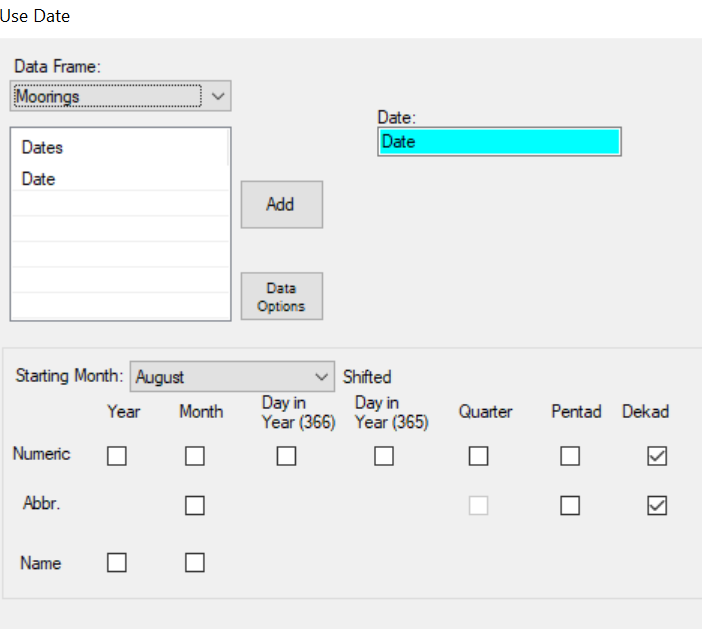 Use Date
Data Frame:
Moorings
Date:
Date
Dates
Date
Add
Data
Options
Starting Month: August Shifted
Year Month Day in Year (366) Day in Year (365) Quarter Pentad Dekad
Numeric
Abbr.
Name